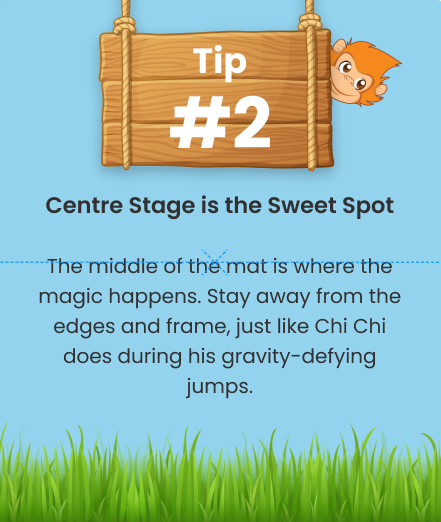 Tip
#2
Centre Stage is the Sweet Spot
The middle of the mat is where the
magic happens. Stay away from the
edges and frame, just like Chi Chi
does during his gravity-defying
jumps.